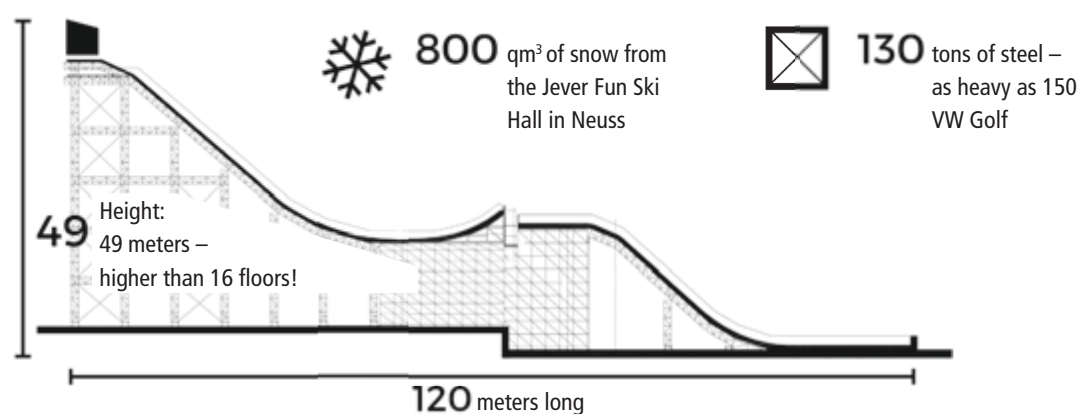 800 qm³ of snow from
the Jever Fun Ski
Hall in Neuss
130 tons of steel –
as heavy as 150
VW Golf
49 Height:
49 meters –
higher than 16 floors!
120 meters long